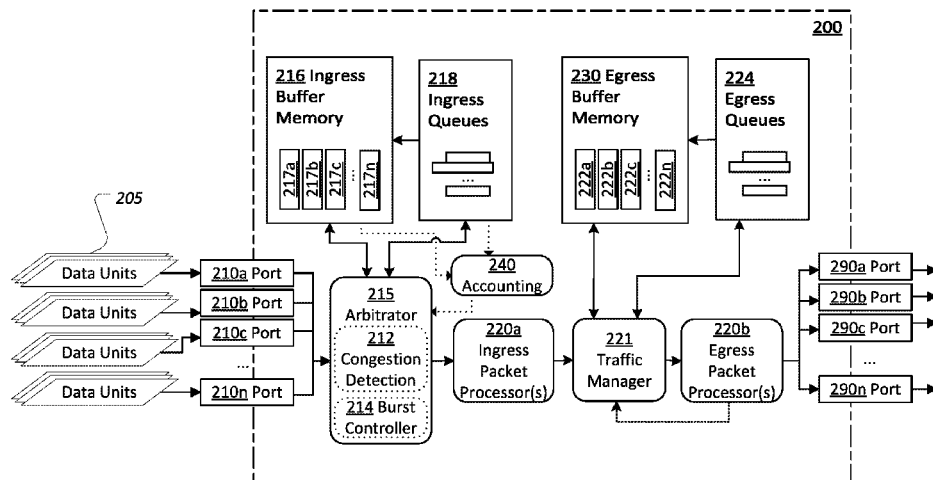 200
216 Ingress
Buffer
Memory
217a
217b
217c
...
217n
218
Ingress
Queues
...
230 Egress
Buffer
Memory
222a
222b
222c
...
222n
224
Egress
Queues
...
205
Data Units
Data Units
Data Units
Data Units
210a Port
210b Port
210c Port
...
210n Port
215
Arbitrator
212
Congestion
Detection
214 Burst
Controller
240
Accounting
220a
Ingress
Packet
Processor(s)
221
Traffic
Manager
220b
Egress
Packet
Processor(s)
290a Port
290b Port
290c Port
...
290n Port